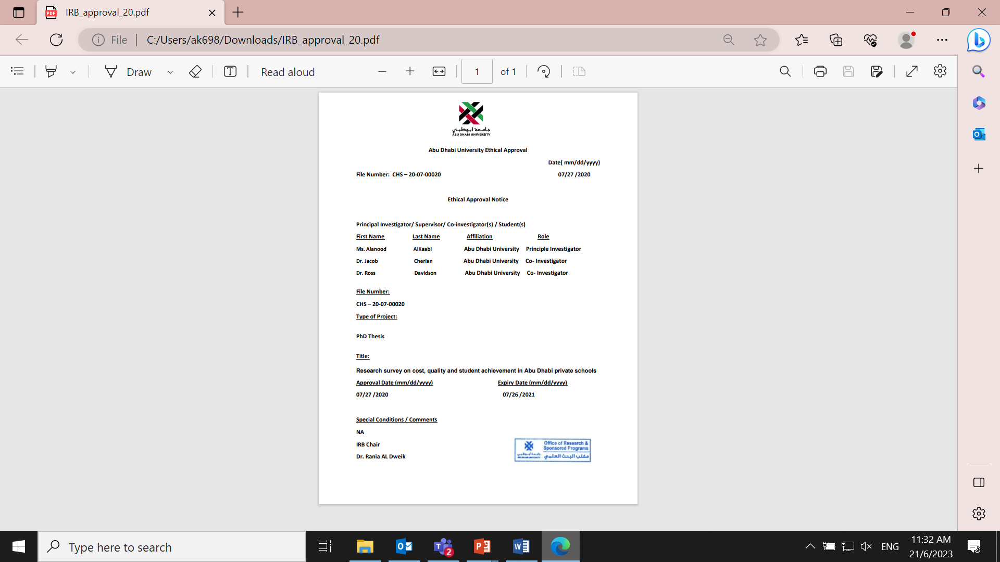 IRB_approval_20.pdf
File
C:/Users/ak698/Downloads/IRB_approval_20.pdf
Draw
Read aloud
1 of 1
جامعة أبوظبي
ABU DHABI UNIVERSITY
Abu Dhabi University Ethical Approval
Date( mm/dd/yyyy)
File Number: CHS – 20-07-00020 07/27 /2020
Ethical Approval Notice
Principal Investigator/ Supervisor/ Co-investigator(s) / Student(s)
First Name Last Name Affiliation Role
Ms. Alanood AlKaabi Abu Dhabi University Principle Investigator
Dr. Jacob Cherian Abu Dhabi University Co- Investigator
Dr. Ross Davidson Abu Dhabi University Co- Investigator
File Number:
CHS – 20-07-00020
Type of Project:
PhD Thesis
Title:
Research survey on cost, quality and student achievement in Abu Dhabi private schools
Approval Date (mm/dd/yyyy) Expiry Date (mm/dd/yyyy)
07/27 /2020 07/26 /2021
Special Conditions / Comments
NA
IRB Chair
Dr. Rania AL Dweik
Office of Research &
Sponsored Programs
جامعة أبوظبي
مكتب البحث العلمي
Type here to search
2
ENG
11:32 AM
21/6/2023